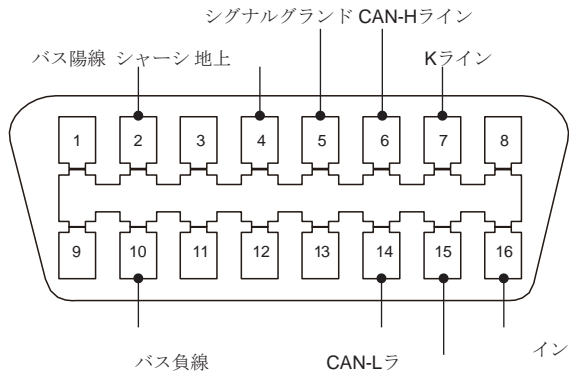 シグナルグランド CAN-Hライン
バス陽線 シャーシ 地上 Kライン
1 2 3 4 5 6 7 8
9 10 11 12 13 14 15 16
バス負線 CAN-Lラ イン